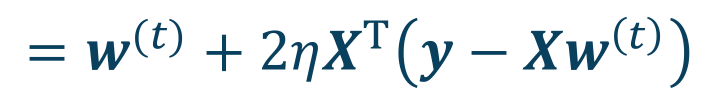 = w^(t) + 2ηX^T(y − Xw^(t))